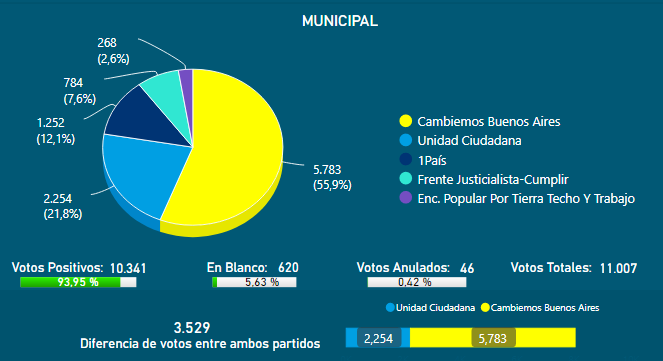 MUNICIPAL
268
(2,6%)
784
(7,6%)
1.252
(12,1%)
2.254
(21,8%)
5.783
(55,9%)
Cambiemos Buenos Aires
Unidad Ciudadana
1País
Frente Justicialista-Cumplir
Enc. Popular Por Tierra Techo Y Trabajo
Votos Positivos: 10.341
93,95 %
En Blanco: 620
5,63 %
Votos Anulados: 46
0,42 %
Votos Totales: 11.007
3.529
Diferencia de votos entre ambos partidos
Unidad Ciudadana Cambiemos Buenos Aires
2,254 5,783